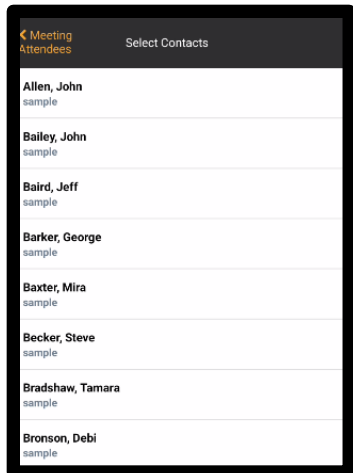 Meeting
Attendees
Select Contacts
Allen, John
sample
Bailey, John
sample
Baird, Jeff
sample
Barker, George
sample
Baxter, Mira
sample
Becker, Steve
sample
Bradshaw, Tamara
sample
Bronson, Debi
sample